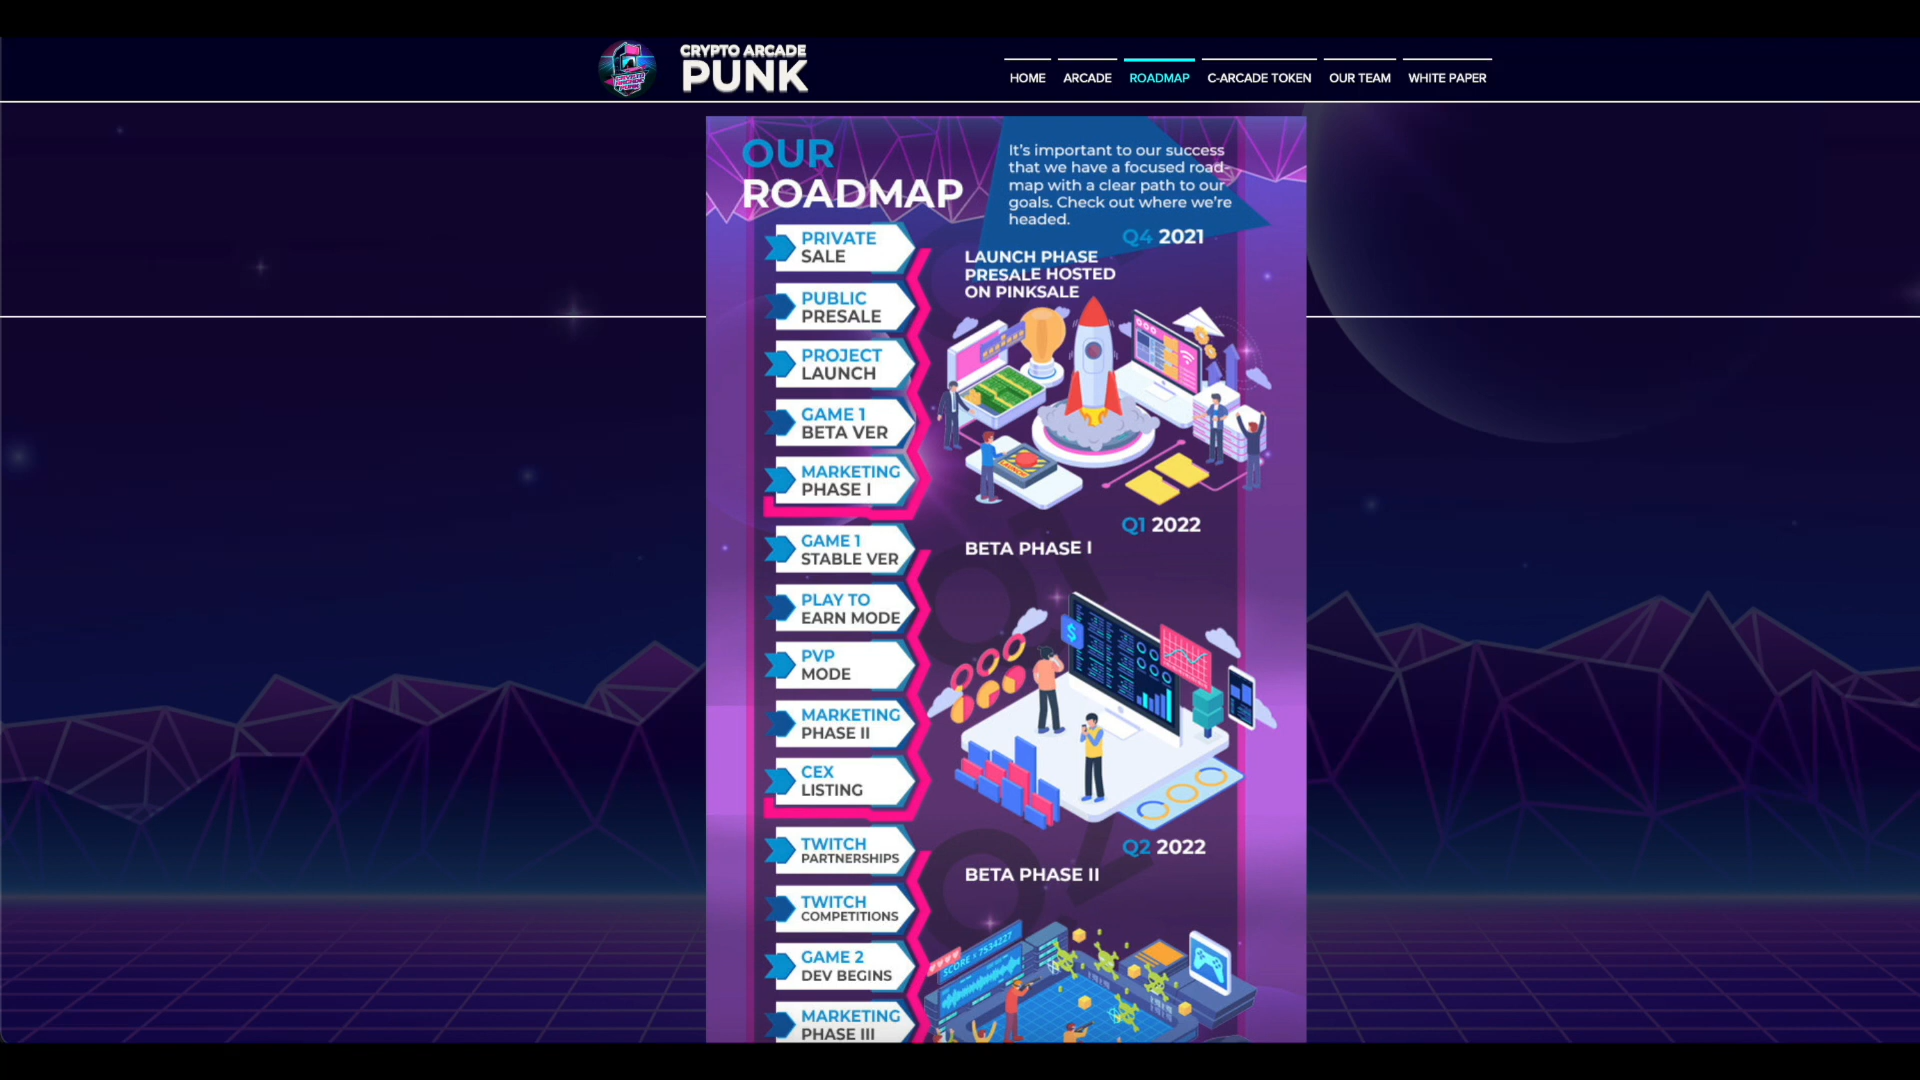 CRYPTO ARCADE
PUNK
HOME
ARCADE
ROADMAP
C-ARCADE TOKEN
OUR TEAM
WHITE PAPER
OUR
ROADMAP
It's important to our success
that we have a focused road-
map with a clear path to our
goals. Check out where we're
headed.
PRIVATE
SALE
PUBLIC
PRESALE
PROJECT
LAUNCH
GAME 1
BETA VER
MARKETING
PHASE I
Q4 2021
LAUNCH PHASE
PRESALE HOSTED
ON PINKSALE
LAUNCH
GAME 1
STABLE VER
PLAY TO
EARN MODE
PVP
MODE
MARKETING
PHASE II
CEX
LISTING
Q1 2022
BETA PHASE I
$
TWITCH
PARTNERSHIPS
TWITCH
COMPETITIONS
GAME 2
DEV BEGINS
MARKETING
PHASE III
Q2 2022
BETA PHASE II
SCORE = 7534227